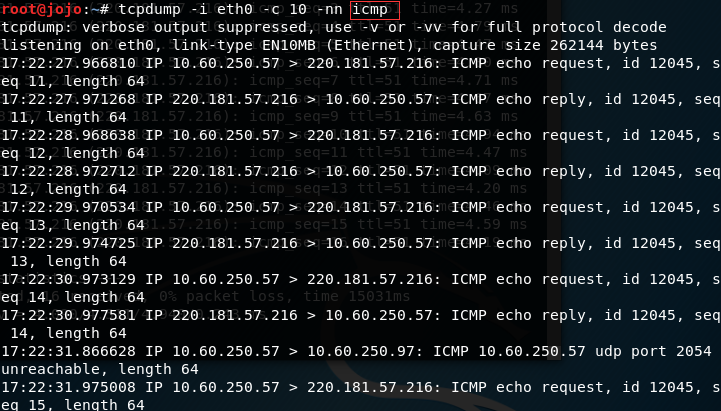 root@jojo:~# tcpdump -i eth0 -c 10 -nn icmp
tcpdump: verbose output suppressed, use -v or -vv for full protocol decode
listening on eth0, link-type EN10MB (Ethernet), capture size 262144 bytes
17:22:27.966810 IP 10.60.250.57 > 220.181.57.216: ICMP echo request, id 12045, s
eq 11, length 64
17:22:27.971268 IP 220.181.57.216 > 10.60.250.57: ICMP echo reply, id 12045, seq
 11, length 64
17:22:28.968638 IP 10.60.250.57 > 220.181.57.216: ICMP echo request, id 12045, s
eq 12, length 64
17:22:28.972712 IP 220.181.57.216 > 10.60.250.57: ICMP echo reply, id 12045, seq
 12, length 64
17:22:29.970534 IP 10.60.250.57 > 220.181.57.216: ICMP echo request, id 12045, s
eq 13, length 64
17:22:29.974725 IP 220.181.57.216 > 10.60.250.57: ICMP echo reply, id 12045, seq
 13, length 64
17:22:30.973129 IP 10.60.250.57 > 220.181.57.216: ICMP echo request, id 12045, s
eq 14, length 64
17:22:30.977581 IP 220.181.57.216 > 10.60.250.57: ICMP echo reply, id 12045, seq
 14, length 64
17:22:31.866628 IP 10.60.250.57 > 10.60.250.97: ICMP 10.60.250.57 udp port 2054
unreachable, length 64
17:22:31.975008 IP 10.60.250.57 > 220.181.57.216: ICMP echo request, id 12045, s
eq 15, length 64